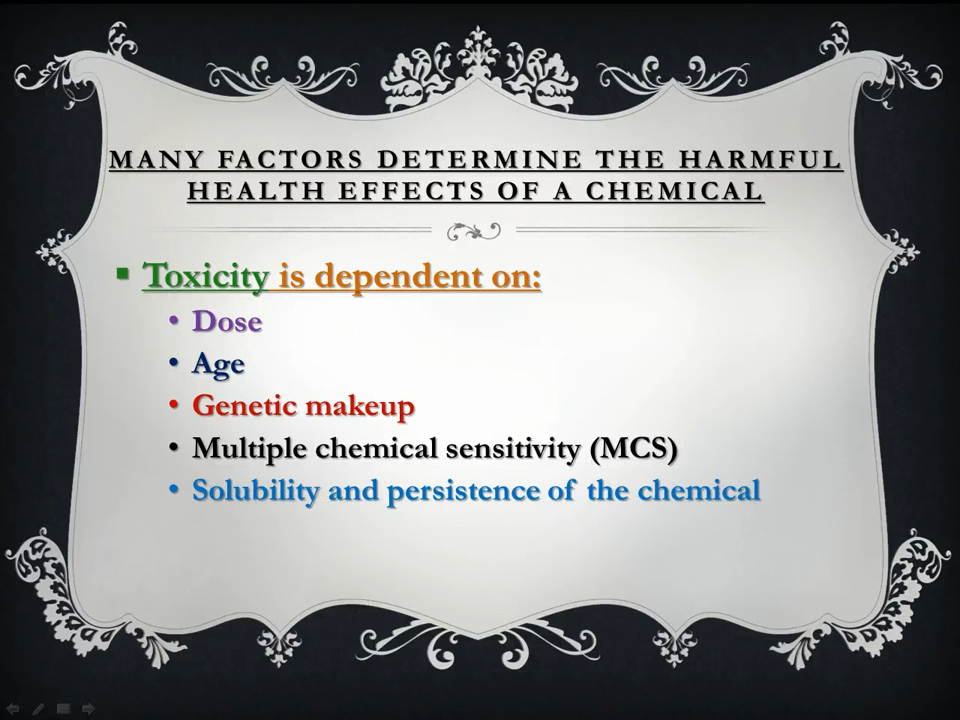 MANY FACTORS DETERMINE THE HARMFUL
HEALTH EFFECTS OF A CHEMICAL
▪ Toxicity is dependent on:
• Dose
• Age
• Genetic makeup
• Multiple chemical sensitivity (MCS)
• Solubility and persistence of the chemical